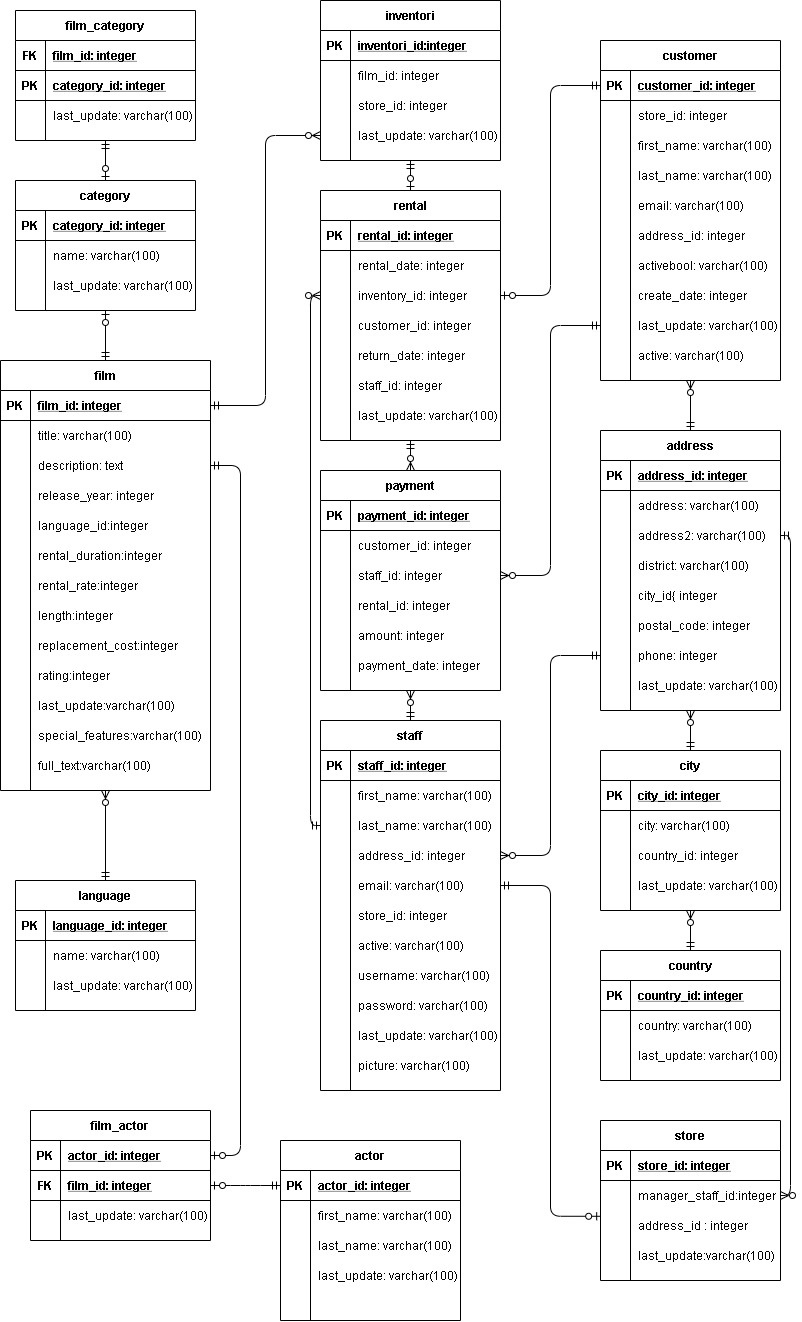 film_category
FK film_id: integer
PK category_id: integer
last_update: varchar(100)
category
PK category_id: integer
name: varchar(100)
last_update: varchar(100)
film
PK film_id: integer
title: varchar(100)
description: text
release_year: integer
language_id:integer
rental_duration:integer
rental_rate:integer
length:integer
replacement_cost:integer
rating:integer
last_update:varchar(100)
special_features:varchar(100)
full_text:varchar(100)
language
PK language_id: integer
name: varchar(100)
last_update: varchar(100)
film_actor
PK actor_id: integer
FK film_id: integer
last_update: varchar(100)
inventori
PK inventori_id:integer
film_id: integer
store_id: integer
last_update: varchar(100)
rental
PK rental_id: integer
rental_date: integer
inventory_id: integer
customer_id: integer
return_date: integer
staff_id: integer
last_update: varchar(100)
payment
PK payment_id: integer
customer_id: integer
staff_id: integer
rental_id: integer
amount: integer
payment_date: integer
staff
PK staff_id: integer
first_name: varchar(100)
last_name: varchar(100)
address_id: integer
email: varchar(100)
store_id: integer
active: varchar(100)
username: varchar(100)
password: varchar(100)
last_update: varchar(100)
picture: varchar(100)
actor
PK actor_id: integer
first_name: varchar(100)
last_name: varchar(100)
last_update: varchar(100)
customer
PK customer_id: integer
store_id: integer
first_name: varchar(100)
last_name: varchar(100)
email: varchar(100)
address_id: integer
activebool: varchar(100)
create_date: integer
last_update: varchar(100)
active: varchar(100)
address
PK address_id: integer
address: varchar(100)
address2: varchar(100)
district: varchar(100)
city_id{ integer
postal_code: integer
phone: integer
last_update: varchar(100)
city
PK city_id: integer
city: varchar(100)
country_id: integer
last_update: varchar(100)
country
PK country_id: integer
country: varchar(100)
last_update: varchar(100)
store
PK store_id: integer
manager_staff_id:integer
address_id : integer
last_update:varchar(100)